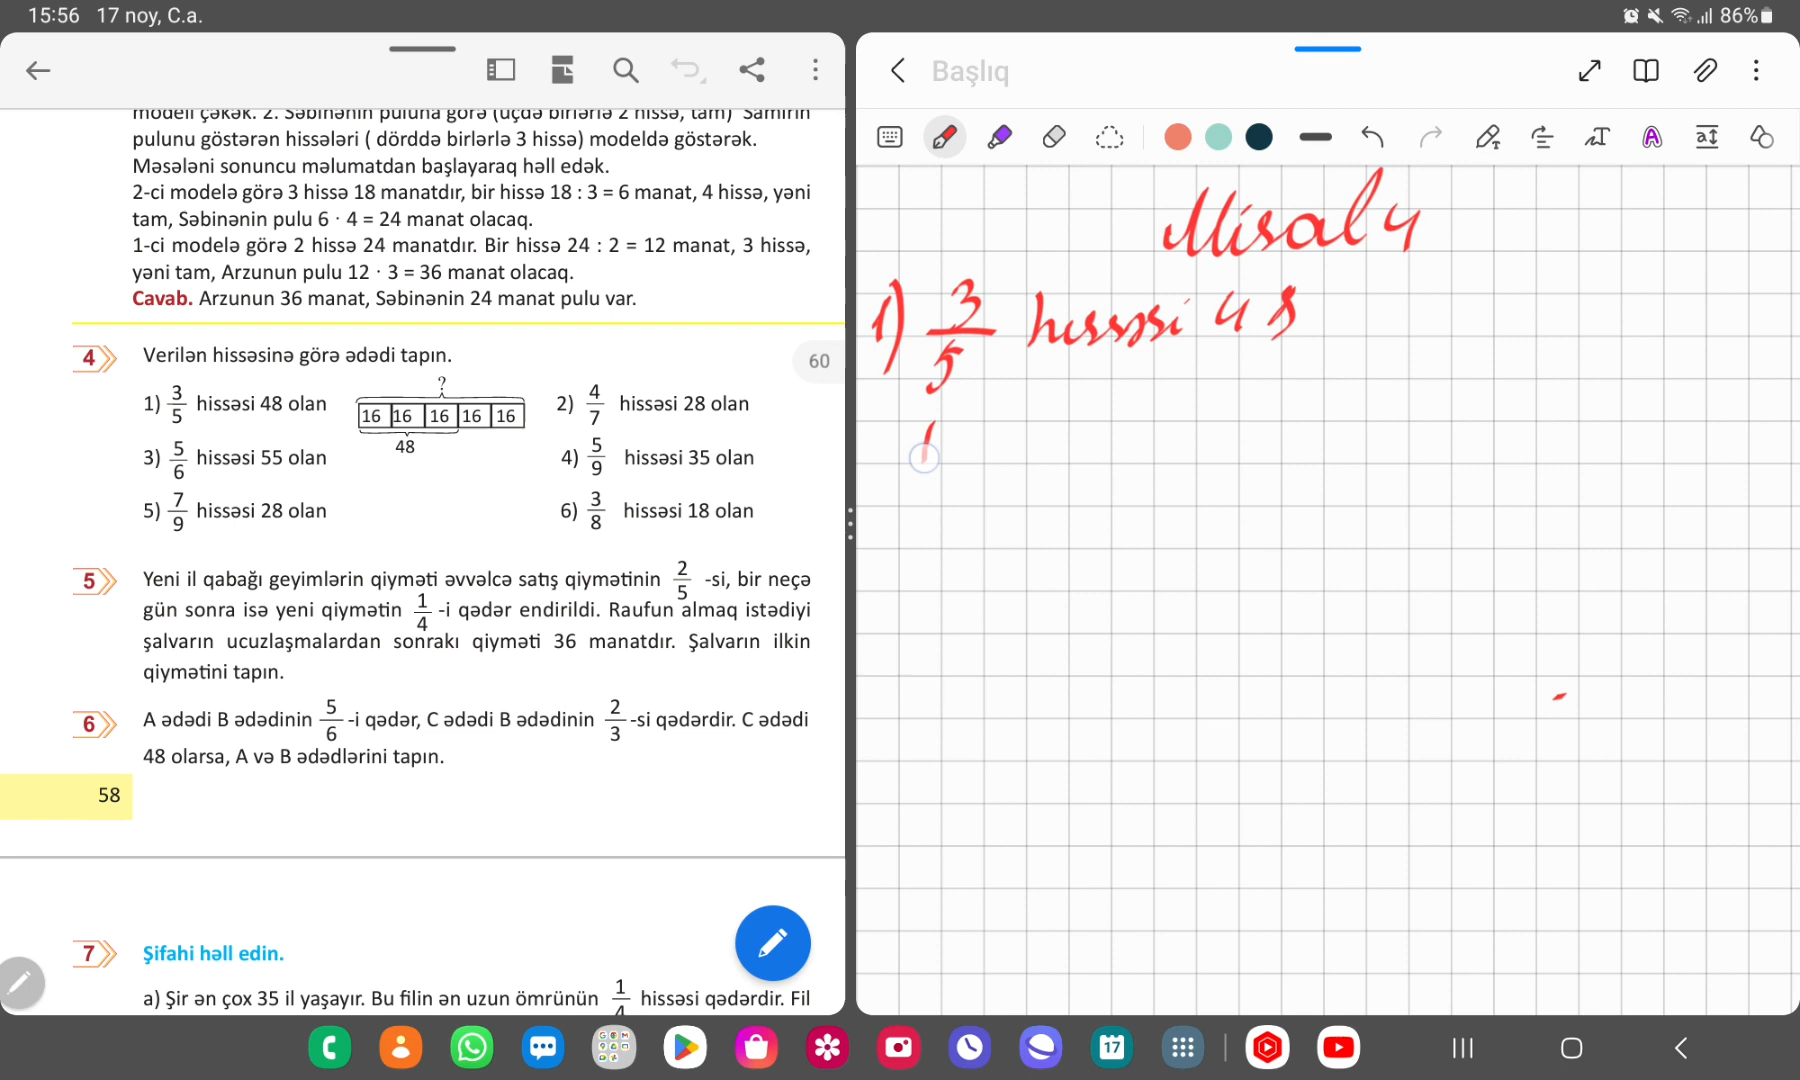 15:56 17 noy, C.a.
86%
modeli çəkək. 2. Səbinənin puluna görə (üçdə birlərlə 2 hissə, tam) Samirin
pulunu göstərən hissələri ( dörddə birlərlə 3 hissə) modeldə göstərək.
Məsələni sonuncu məlumatdan başlayaraq həll edək.
2-ci modelə görə 3 hissə 18 manatdır, bir hissə 18 : 3 = 6 manat, 4 hissə, yəni
tam, Səbinənin pulu 6 · 4 = 24 manat olacaq.
1-ci modelə görə 2 hissə 24 manatdır. Bir hissə 24 : 2 = 12 manat, 3 hissə,
yəni tam, Arzunun pulu 12 · 3 = 36 manat olacaq.
Cavab. Arzunun 36 manat, Səbinənin 24 manat pulu var.
4 Verilən hissəsinə görə ədədi tapın.
60
1) 3/5 hissəsi 48 olan
?
16 16 16 16 16
48
2) 4/7 hissəsi 28 olan
3) 5/6 hissəsi 55 olan
4) 5/9 hissəsi 35 olan
5) 7/9 hissəsi 28 olan
6) 3/8 hissəsi 18 olan
5 Yeni il qabağı geyimlərin qiyməti əvvəlcə satış qiymətinin 2/5 -si, bir neçə
gün sonra isə yeni qiymətin 1/4 -i qədər endirildi. Raufun almaq istədiyi
şalvarın ucuzlaşmalardan sonrakı qiyməti 36 manatdır. Şalvarın ilkin
qiymətini tapın.
6 A ədədi B ədədinin 5/6 -i qədər, C ədədi B ədədinin 2/3 -si qədərdir. C ədədi
48 olarsa, A və B ədədlərini tapın.
58
7 Şifahi həll edin.
a) Şir ən çox 35 il yaşayır. Bu filin ən uzun ömrünün 1/4 hissəsi qədərdir. Fil
Başlıq
Misal 4
1) 3/5 hissəsi 48
1
17